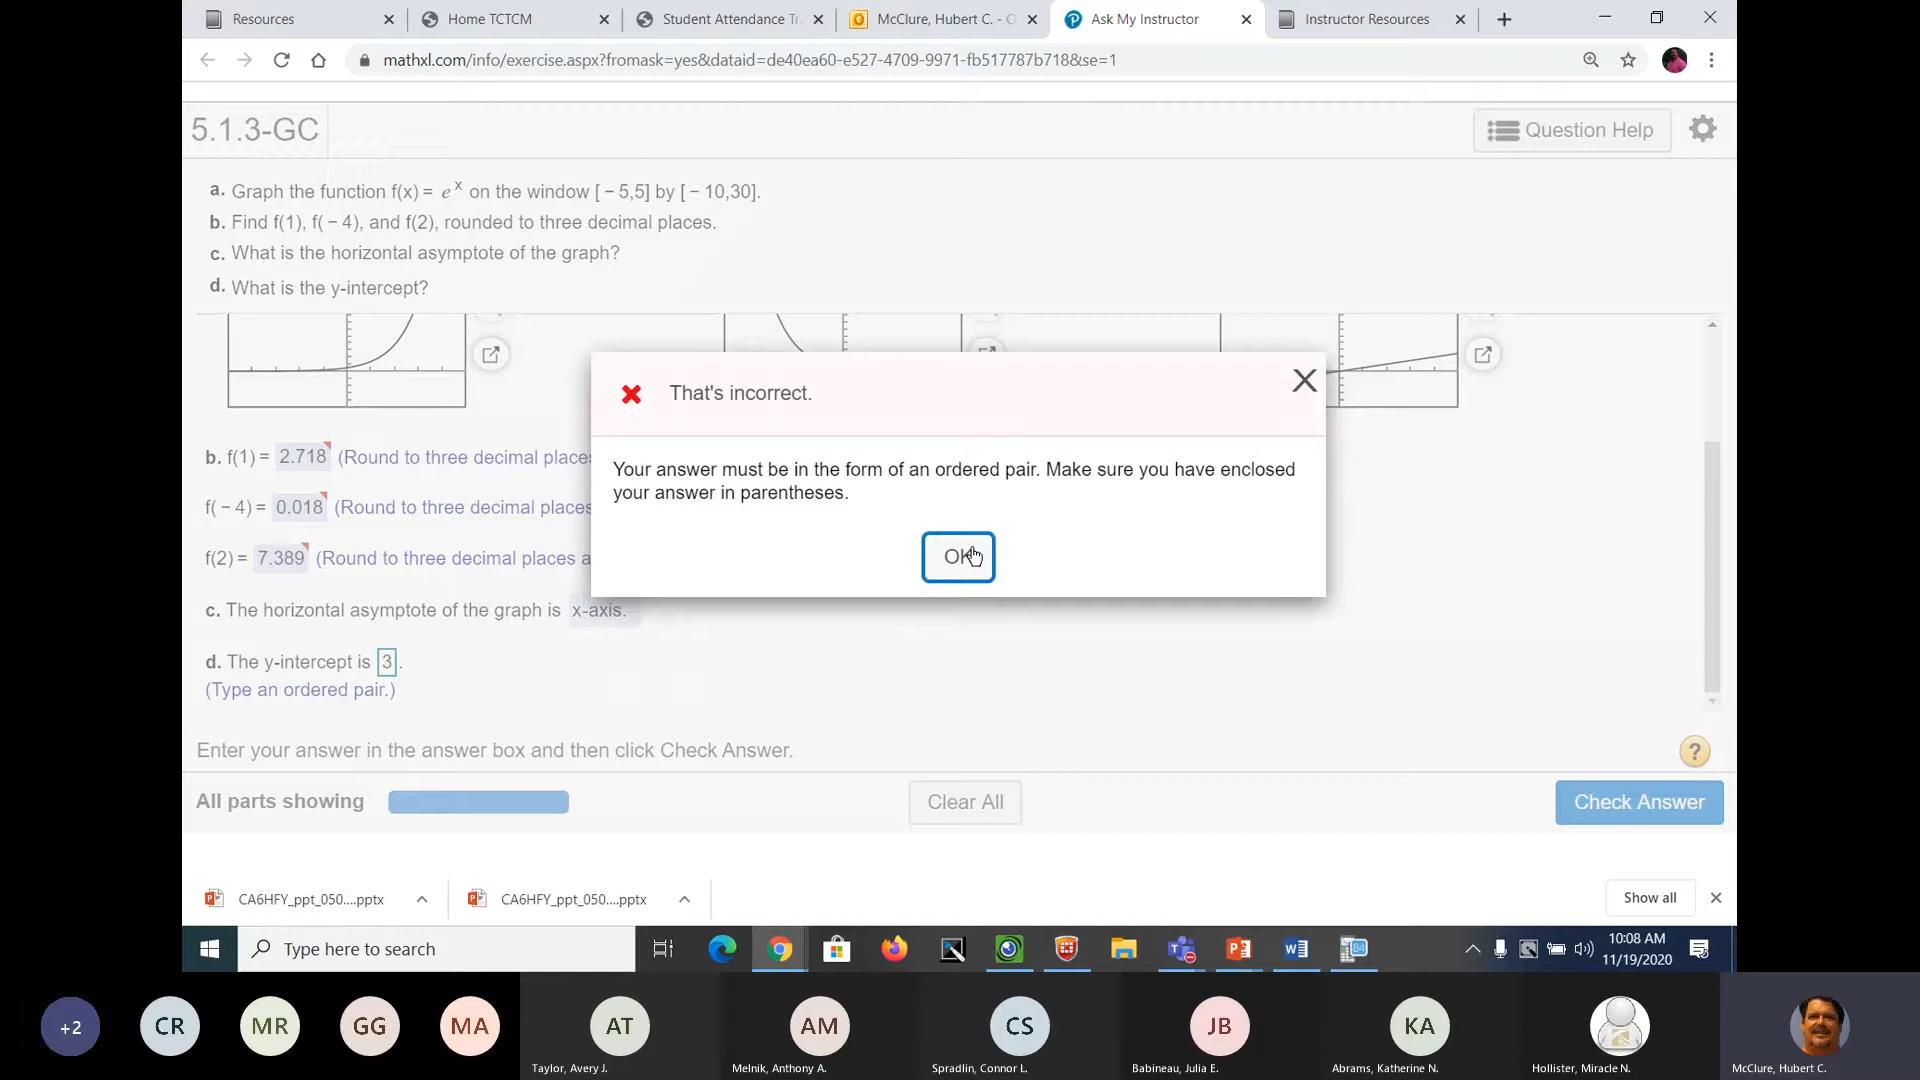 Resources
Home TCTCM
Student Attendance Tr
McClure, Hubert C. - O
Ask My Instructor
Instructor Resources
mathxl.com/info/exercise.aspx?fromask=yes&dataid=de40ea60-e527-4709-9971-fb517787b718&se=1
5.1.3-GC
Question Help
a. Graph the function f(x) = e^x on the window [ - 5,5] by [ - 10,30].
b. Find f(1), f( - 4), and f(2), rounded to three decimal places.
c. What is the horizontal asymptote of the graph?
d. What is the y-intercept?
That's incorrect.
Your answer must be in the form of an ordered pair. Make sure you have enclosed
your answer in parentheses.
OK
b. f(1) = 2.718 (Round to three decimal place
f( - 4) = 0.018 (Round to three decimal places
f(2) = 7.389 (Round to three decimal places a
c. The horizontal asymptote of the graph is x-axis.
d. The y-intercept is 3.
(Type an ordered pair.)
Enter your answer in the answer box and then click Check Answer.
?
All parts showing
Clear All
Check Answer
CA6HFY_ppt_050....pptx
CA6HFY_ppt_050....pptx
Show all
Type here to search
10:08 AM
11/19/2020
+2
CR
MR
GG
MA
AT
AM
CS
JB
KA
Taylor, Avery J.
Melnik, Anthony A.
Spradlin, Connor L.
Babineau, Julia E.
Abrams, Katherine N.
Hollister, Miracle N.
McClure, Hubert C.